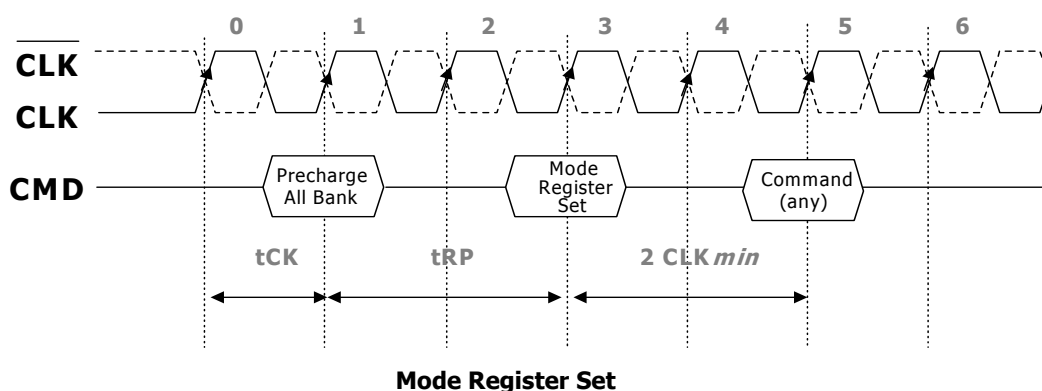 0 1 2 3 4 5 6
CLK
CLK
CMD
Precharge
All Bank
Mode
Register
Set
Command
(any)
tCK
tRP
2 CLK min
Mode Register Set